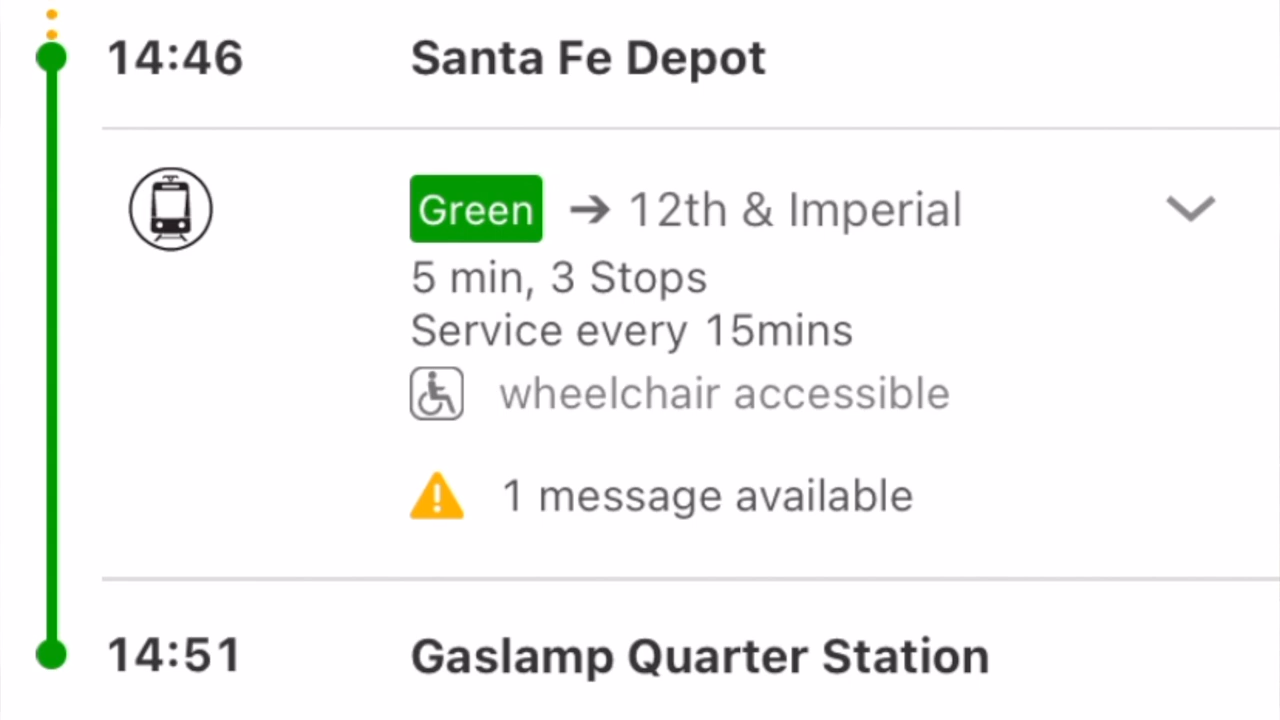 14:46 Santa Fe Depot
Green → 12th & Imperial
5 min, 3 Stops
Service every 15mins
wheelchair accessible
1 message available
14:51 Gaslamp Quarter Station